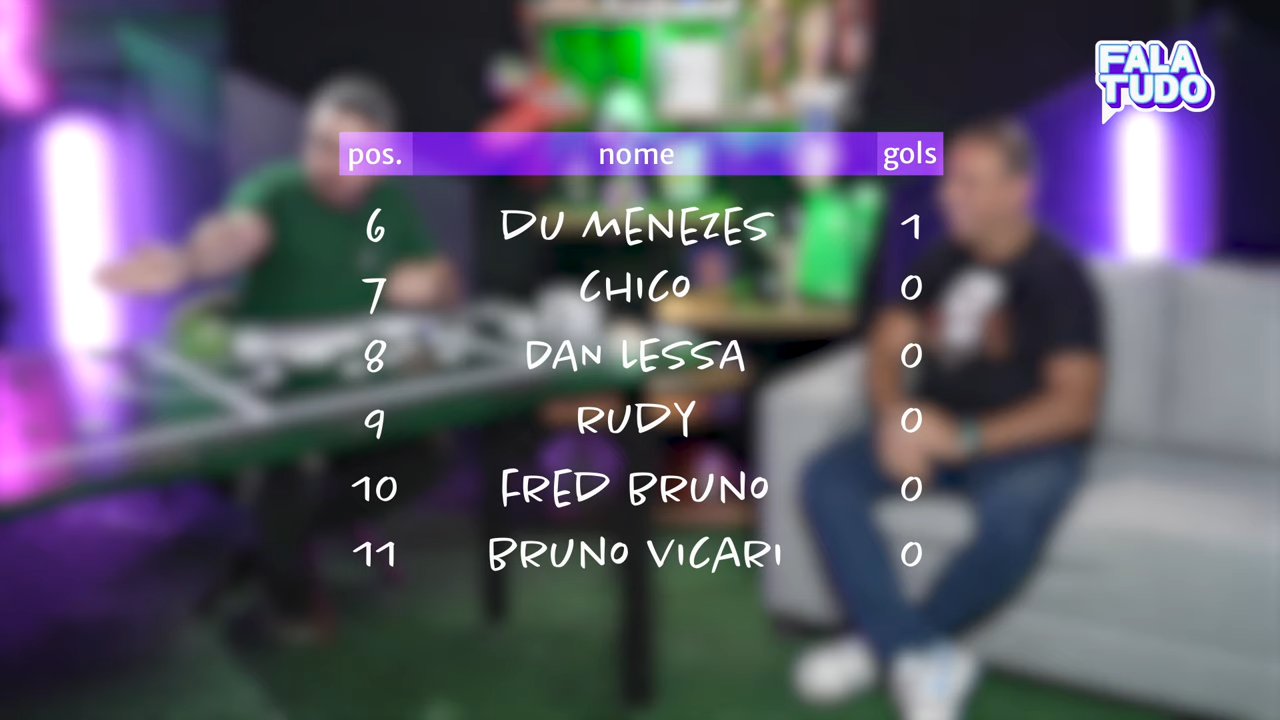 FALA
TUDO
pos. nome gols
6 DU MENEZES 1
7 CHICO 0
8 DAN LESSA 0
9 RUDY 0
10 FRED BRUNO 0
11 BRUNO VICARI 0